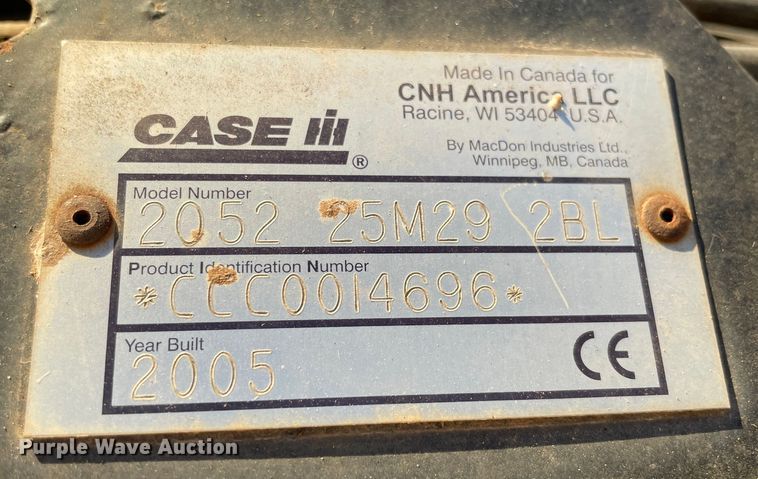 Made In Canada for
CNH America LLC
Racine, WI 53404 U.S.A.
CASE IH ®
By MacDon Industries Ltd.,
Winnipeg, MB, Canada
Model Number
2052 25M29 2BL
Product Identification Number
*CCC0014696*
Year Built
2005
CE
Purple Wave Auction